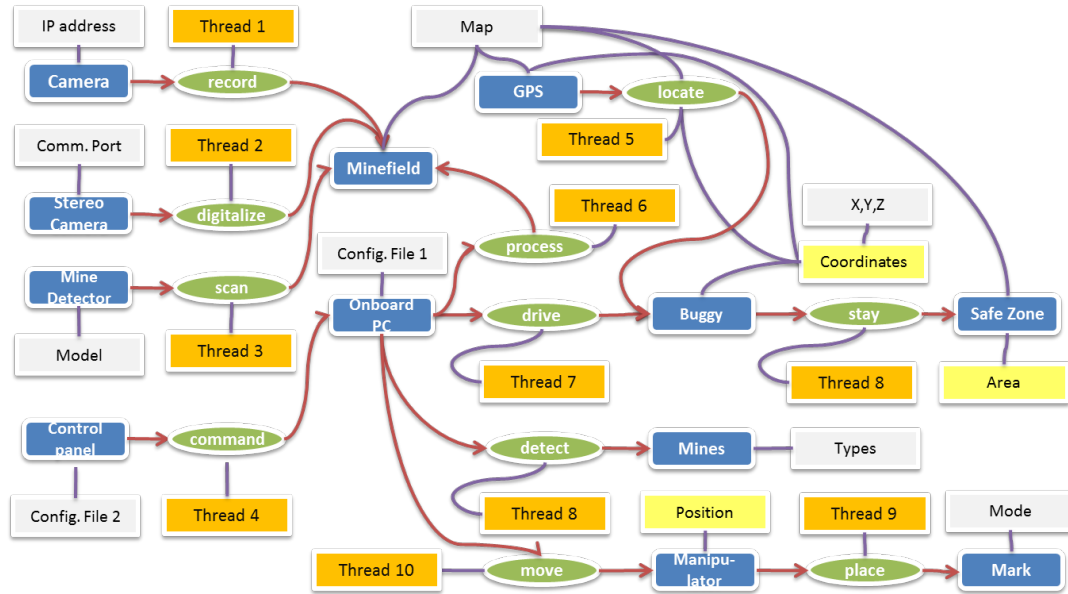 IP address
Thread 1
Map
Camera
record
GPS
locate
Comm. Port
Thread 2
Thread 5
Minefield
Stereo
Camera
digitalize
Thread 6
X,Y,Z
process
Config. File 1
Coordinates
Mine
Detector
scan
Onboard
PC
drive
Buggy
stay
Safe Zone
Model
Thread 3
Thread 7
Thread 8
Area
Control
panel
command
detect
Mines
Types
Config. File 2
Thread 4
Thread 8
Position
Thread 9
Mode
Thread 10
move
Manipu-
lator
place
Mark